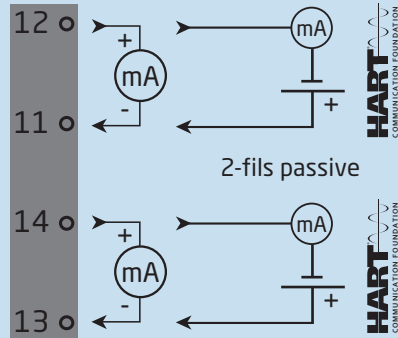 12
+
mA
-
mA
+
11
HART
COMMUNICATION FOUNDATION
2-fils passive
14
+
mA
-
mA
+
13
HART
COMMUNICATION FOUNDATION